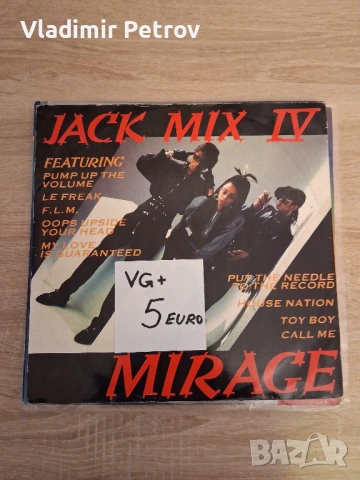 Vladimir Petrov
JACK MIX IV
FEATURING
PUMP UP THE
VOLUME
LE FREAK
F.L.M.
OOPS UPSIDE
YOUR HEAD
MY LOVE
IS GUARANTEED
VG+
5 EURO
PUT THE NEEDLE
TO THE RECORD
HOUSE NATION
TOY BOY
CALL ME
MIRAGE
BAZAR